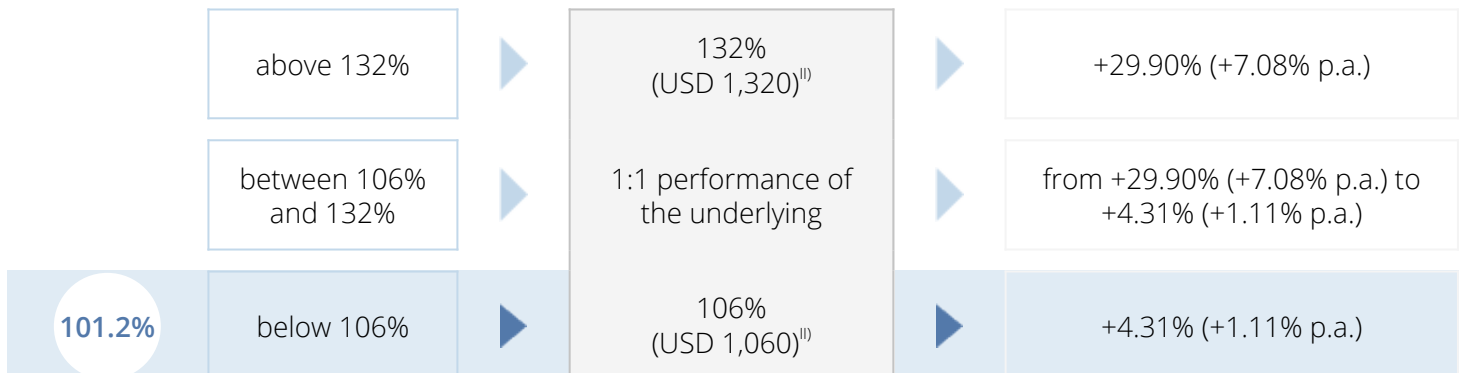 above 132%
132%
(USD 1,320)II)
+29.90% (+7.08% p.a.)
between 106%
and 132%
1:1 performance of
the underlying
from +29.90% (+7.08% p.a.) to
+4.31% (+1.11% p.a.)
101.2%
below 106%
106%
(USD 1,060)II)
+4.31% (+1.11% p.a.)